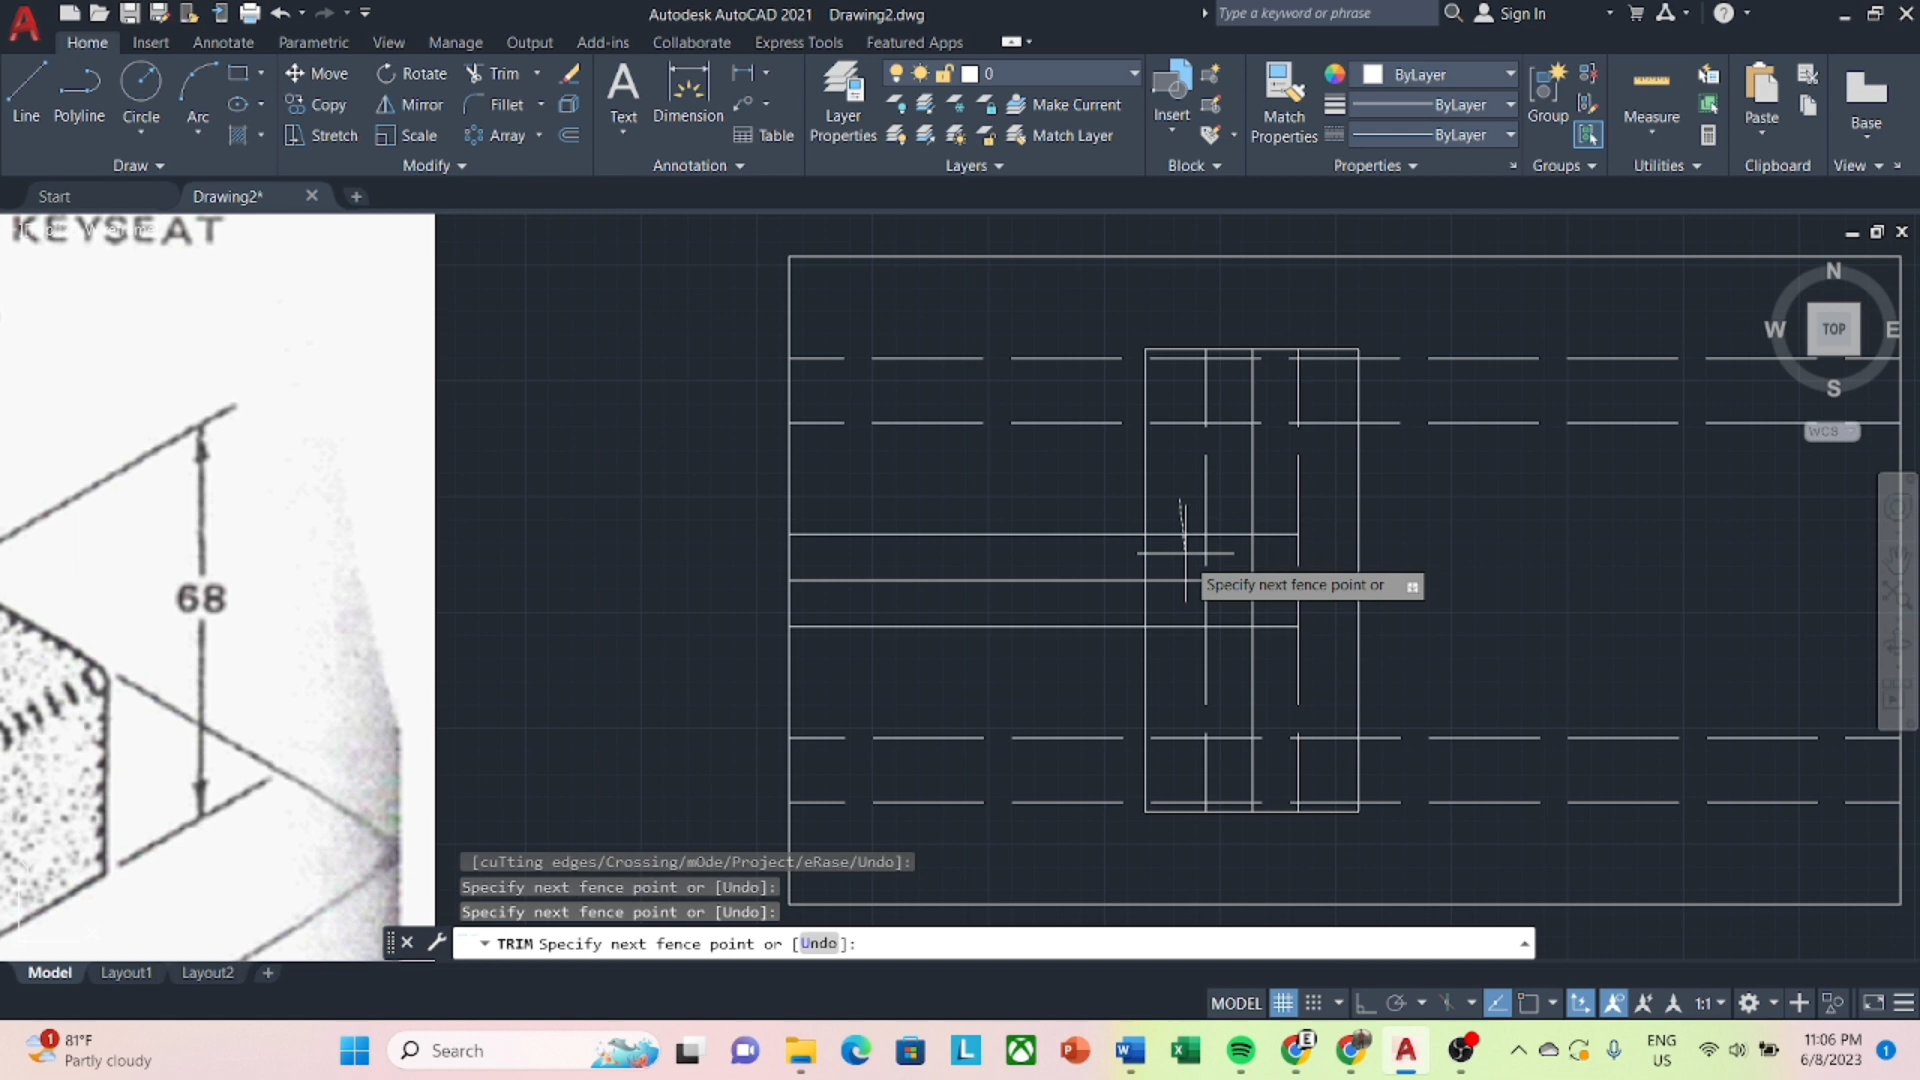 Autodesk AutoCAD 2021 Drawing2.dwg
Type a keyword or phrase
Sign In
Home Insert Annotate Parametric View Manage Output Add-ins Collaborate Express Tools Featured Apps
Line Polyline Circle Arc
Move Rotate Trim
Copy Mirror Fillet
Stretch Scale Array
Text Dimension Table
Layer Properties
0
Make Current
Match Layer
Insert
Match Properties
ByLayer
ByLayer
ByLayer
Group
Measure
Paste
Base
Draw Modify Annotation Layers Block Properties Groups Utilities Clipboard View
Start Drawing2*
KEYSEAT
68
N
W TOP E
S
WCS
Specify next fence point or
[cuTting edges/Crossing/mOde/Project/eRase/Undo]:
Specify next fence point or [Undo]:
Specify next fence point or [Undo]:
TRIM Specify next fence point or [Undo]:
Model Layout1 Layout2
MODEL 1:1
1
81°F
Partly cloudy
Search
ENG
US
11:06 PM
6/8/2023
1